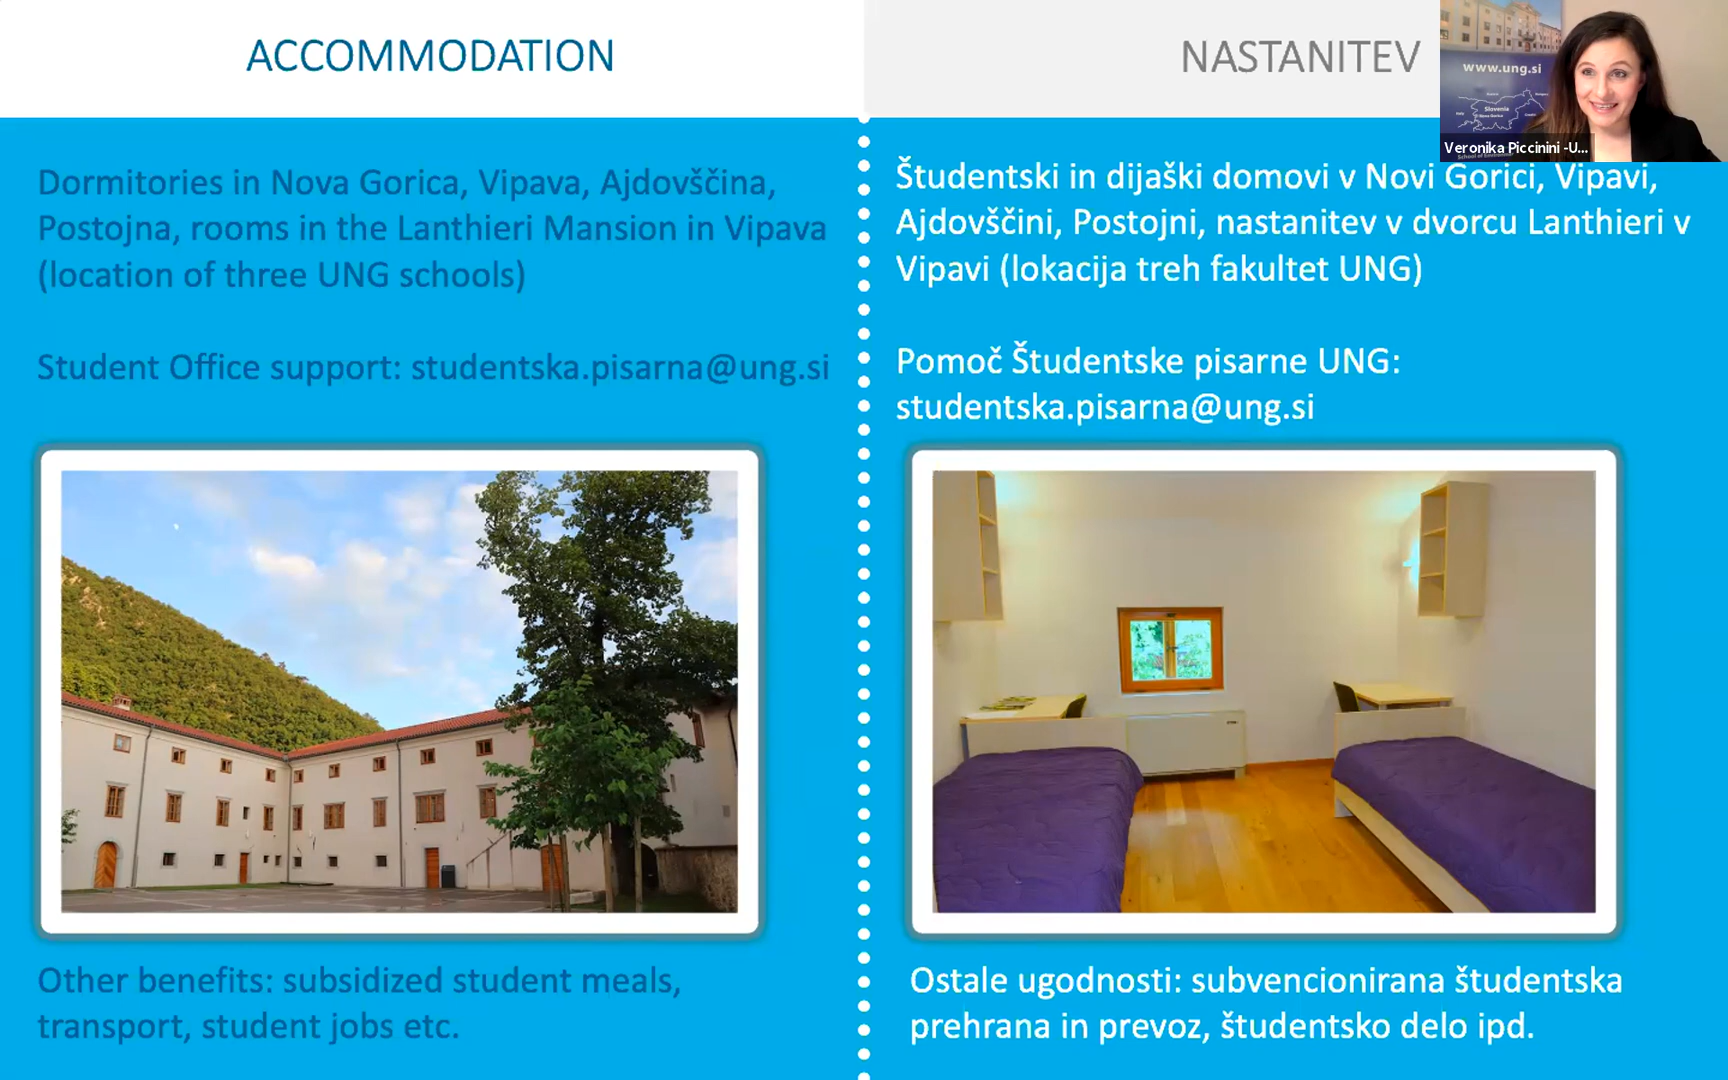 ACCOMMODATION
NASTANITEV
www.ung.si
Slovenia
Nova Gorica
Veronika Piccinini -U...
Dormitories in Nova Gorica, Vipava, Ajdovščina,
Postojna, rooms in the Lanthieri Mansion in Vipava
(location of three UNG schools)
Student Office support: studentska.pisarna@ung.si
Študentski in dijaški domovi v Novi Gorici, Vipavi,
Ajdovščini, Postojni, nastanitev v dvorcu Lanthieri v
Vipavi (lokacija treh fakultet UNG)
Pomoč Študentske pisarne UNG:
studentska.pisarna@ung.si
Other benefits: subsidized student meals,
transport, student jobs etc.
Ostale ugodnosti: subvencionirana študentska
prehrana in prevoz, študentsko delo ipd.